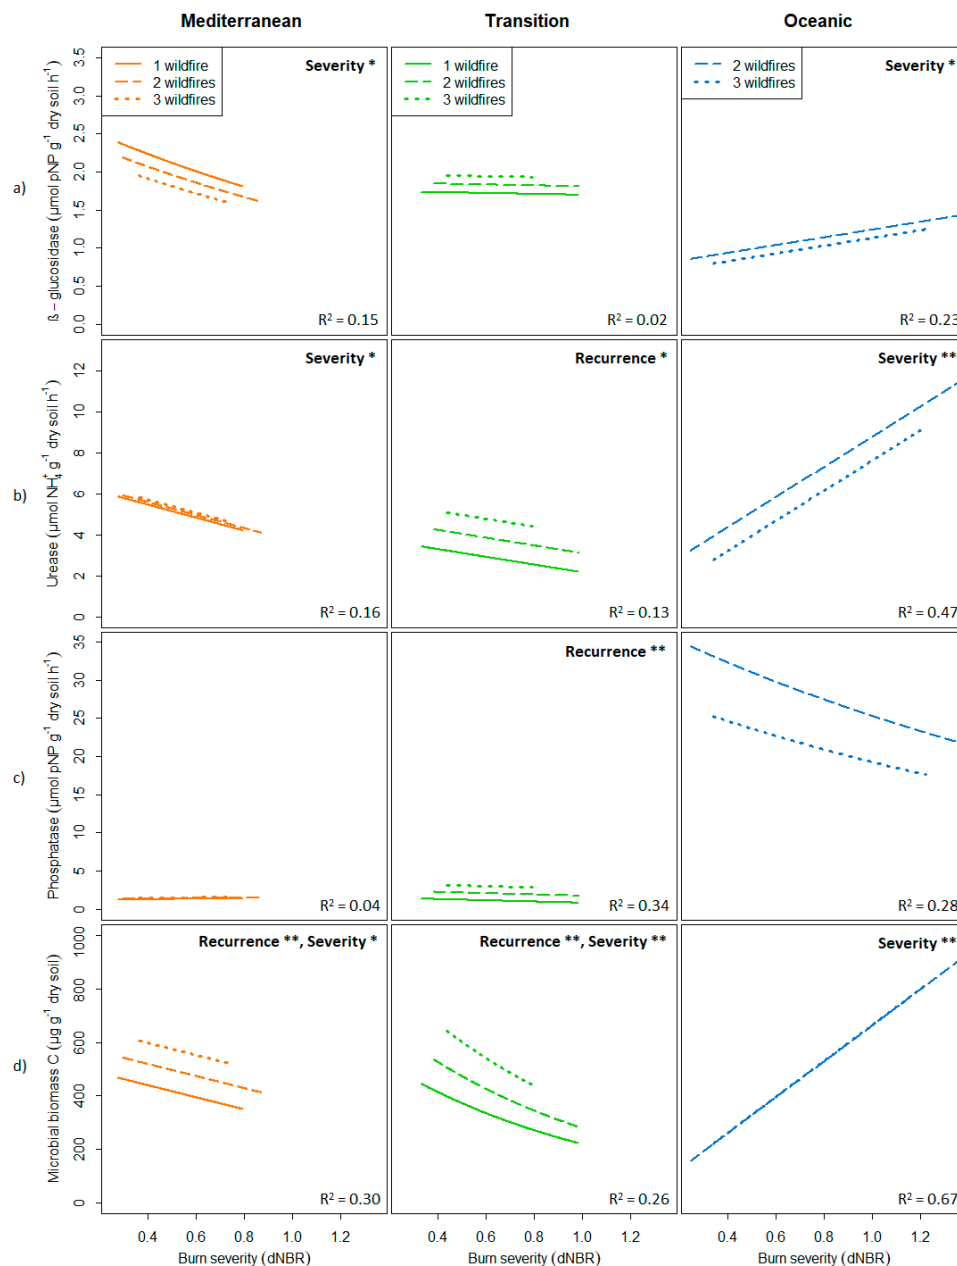 Mediterranean
Transition
Oceanic
a)
ß − glucosidase (µmol pNP g⁻¹ dry soil h⁻¹)
0.0 0.5 1.0 1.5 2.0 2.5 3.0 3.5
1 wildfire
2 wildfires
3 wildfires
Severity *
R² = 0.15
1 wildfire
2 wildfires
3 wildfires
R² = 0.02
2 wildfires
3 wildfires
Severity *
R² = 0.23
b)
Urease (µmol NH₄⁺ g⁻¹ dry soil h⁻¹)
0 2 4 6 8 10 12
Severity *
R² = 0.16
Recurrence *
R² = 0.13
Severity **
R² = 0.47
c)
Phosphatase (µmol pNP g⁻¹ dry soil h⁻¹)
0 5 10 15 20 25 30 35
R² = 0.04
Recurrence **
R² = 0.34
R² = 0.28
d)
Microbial biomass C (µg g⁻¹ dry soil)
0 200 400 600 800 1000
Recurrence **, Severity *
R² = 0.30
Recurrence **, Severity **
R² = 0.26
Severity **
R² = 0.67
0.4 0.6 0.8 1.0 1.2
Burn severity (dNBR)
0.4 0.6 0.8 1.0 1.2
Burn severity (dNBR)
0.4 0.6 0.8 1.0 1.2
Burn severity (dNBR)